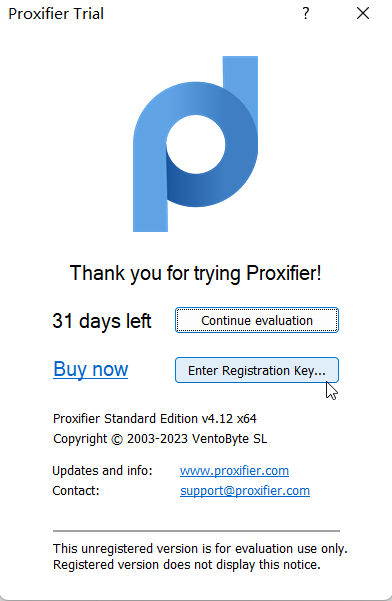 Proxifier Trial ?
Thank you for trying Proxifier!
31 days left Continue evaluation
Buy now Enter Registration Key...
Proxifier Standard Edition v4.12 x64
Copyright © 2003-2023 VentoByte SL
Updates and info: www.proxifier.com
Contact: support@proxifier.com
This unregistered version is for evaluation use only.
Registered version does not display this notice.